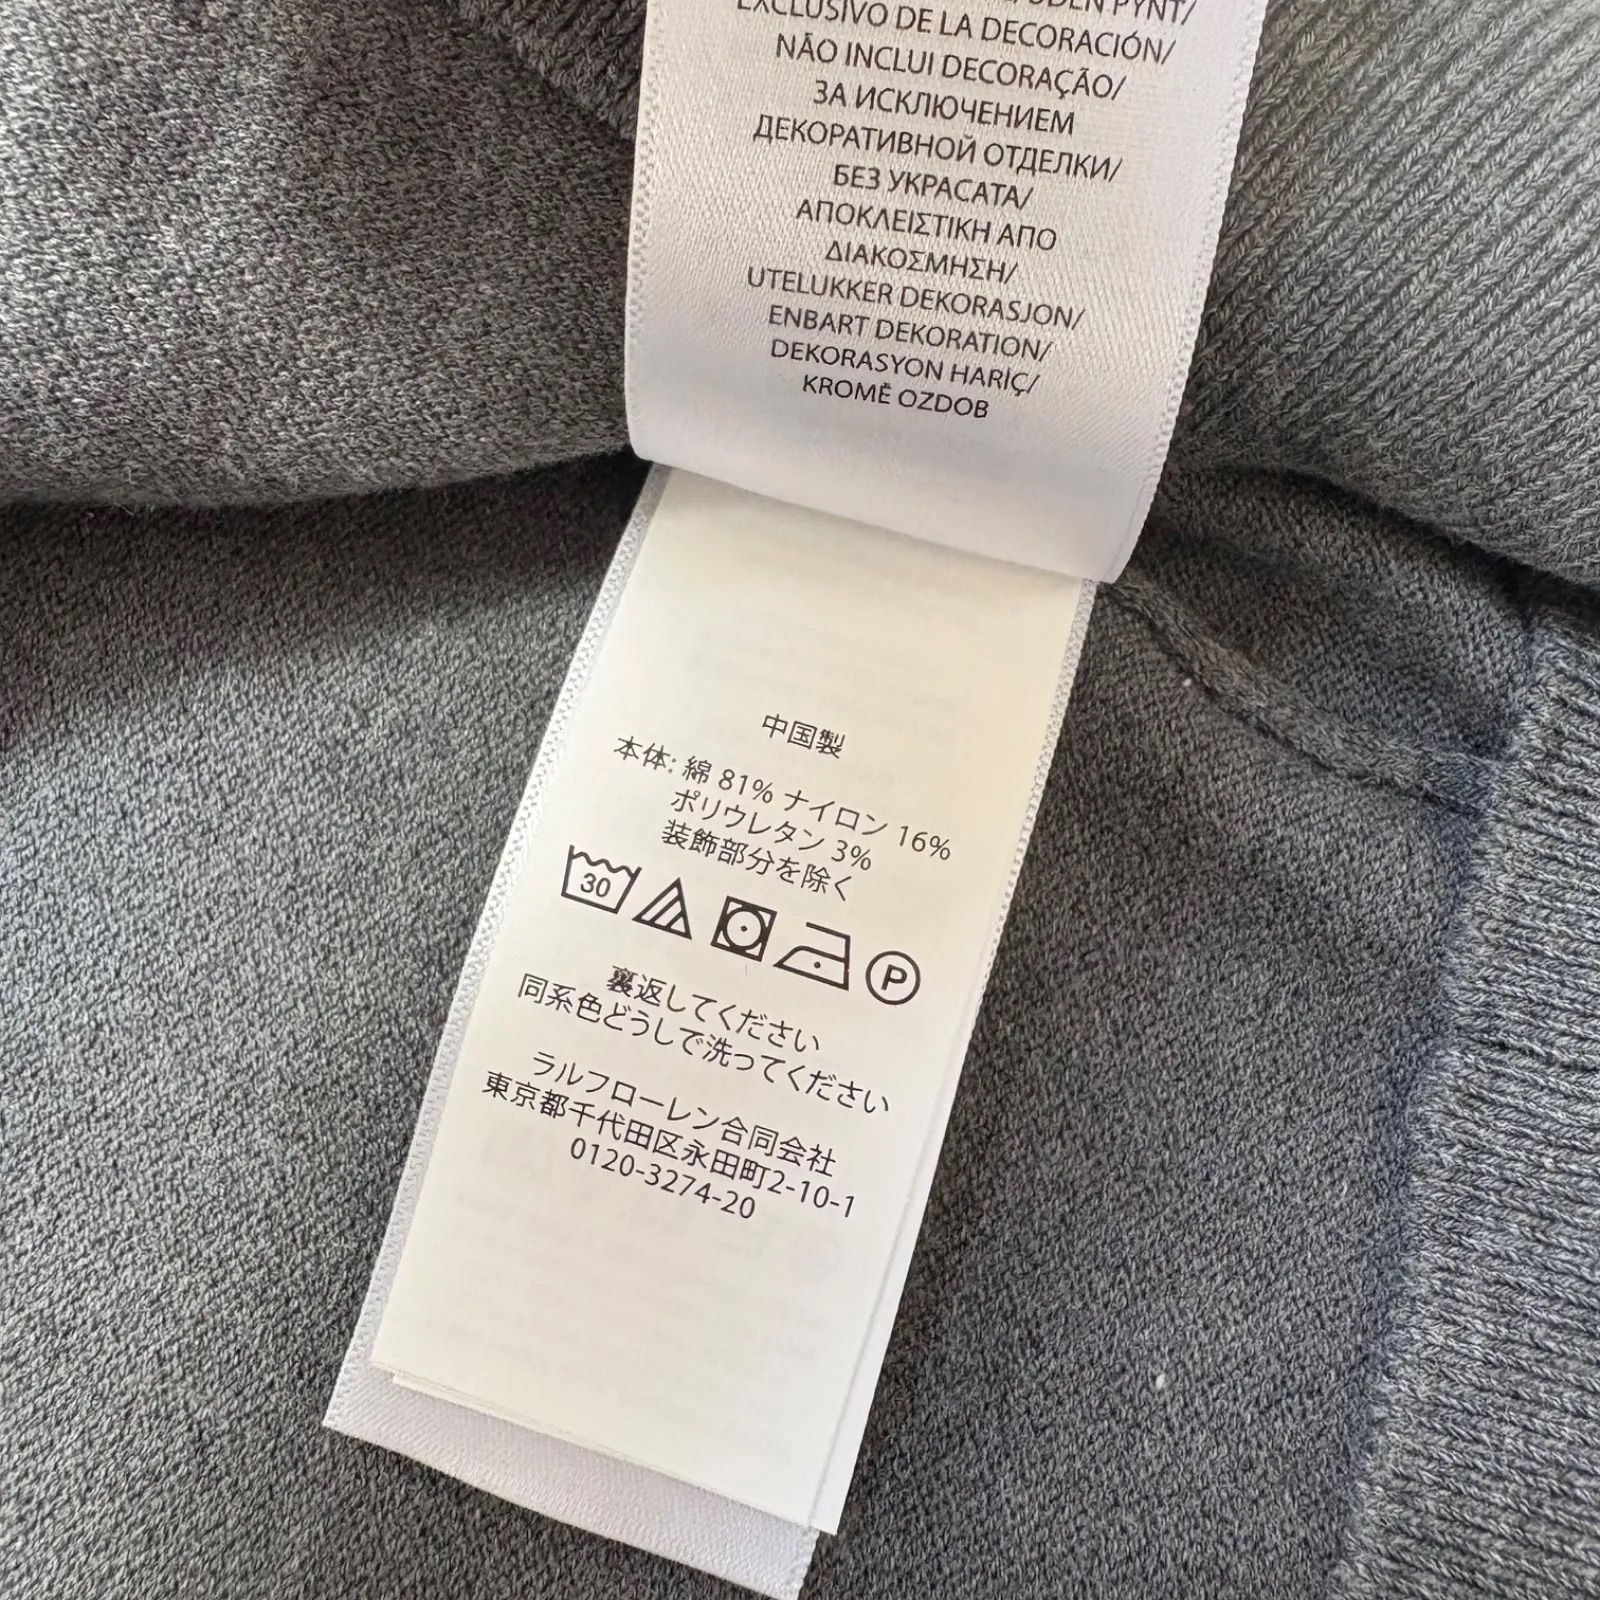 UDEN PYNT/
EXCLUSIVO DE LA DECORACIÓN/
NÃO INCLUI DECORAÇÃO/
ЗА ИСКЛЮЧЕНИЕМ
ДЕКОРАТИВНОЙ ОТДЕЛКИ/
БЕЗ УКРАСАТА/
ΑΠΟΚΛΕΙΣΤΙΚΗ ΑΠΟ
ΔΙΑΚΟΣΜΗΣΗ/
UTELUKKER DEKORASJON/
ENBART DEKORATION/
DEKORASYON HARİÇ/
KROMĚ OZDOB
中国製
本体: 綿 81% ナイロン 16%
ポリウレタン 3%
装飾部分を除く
30 P
裏返してください
同系色どうしで洗ってください
ラルフローレン合同会社
東京都千代田区永田町2-10-1
0120-3274-20